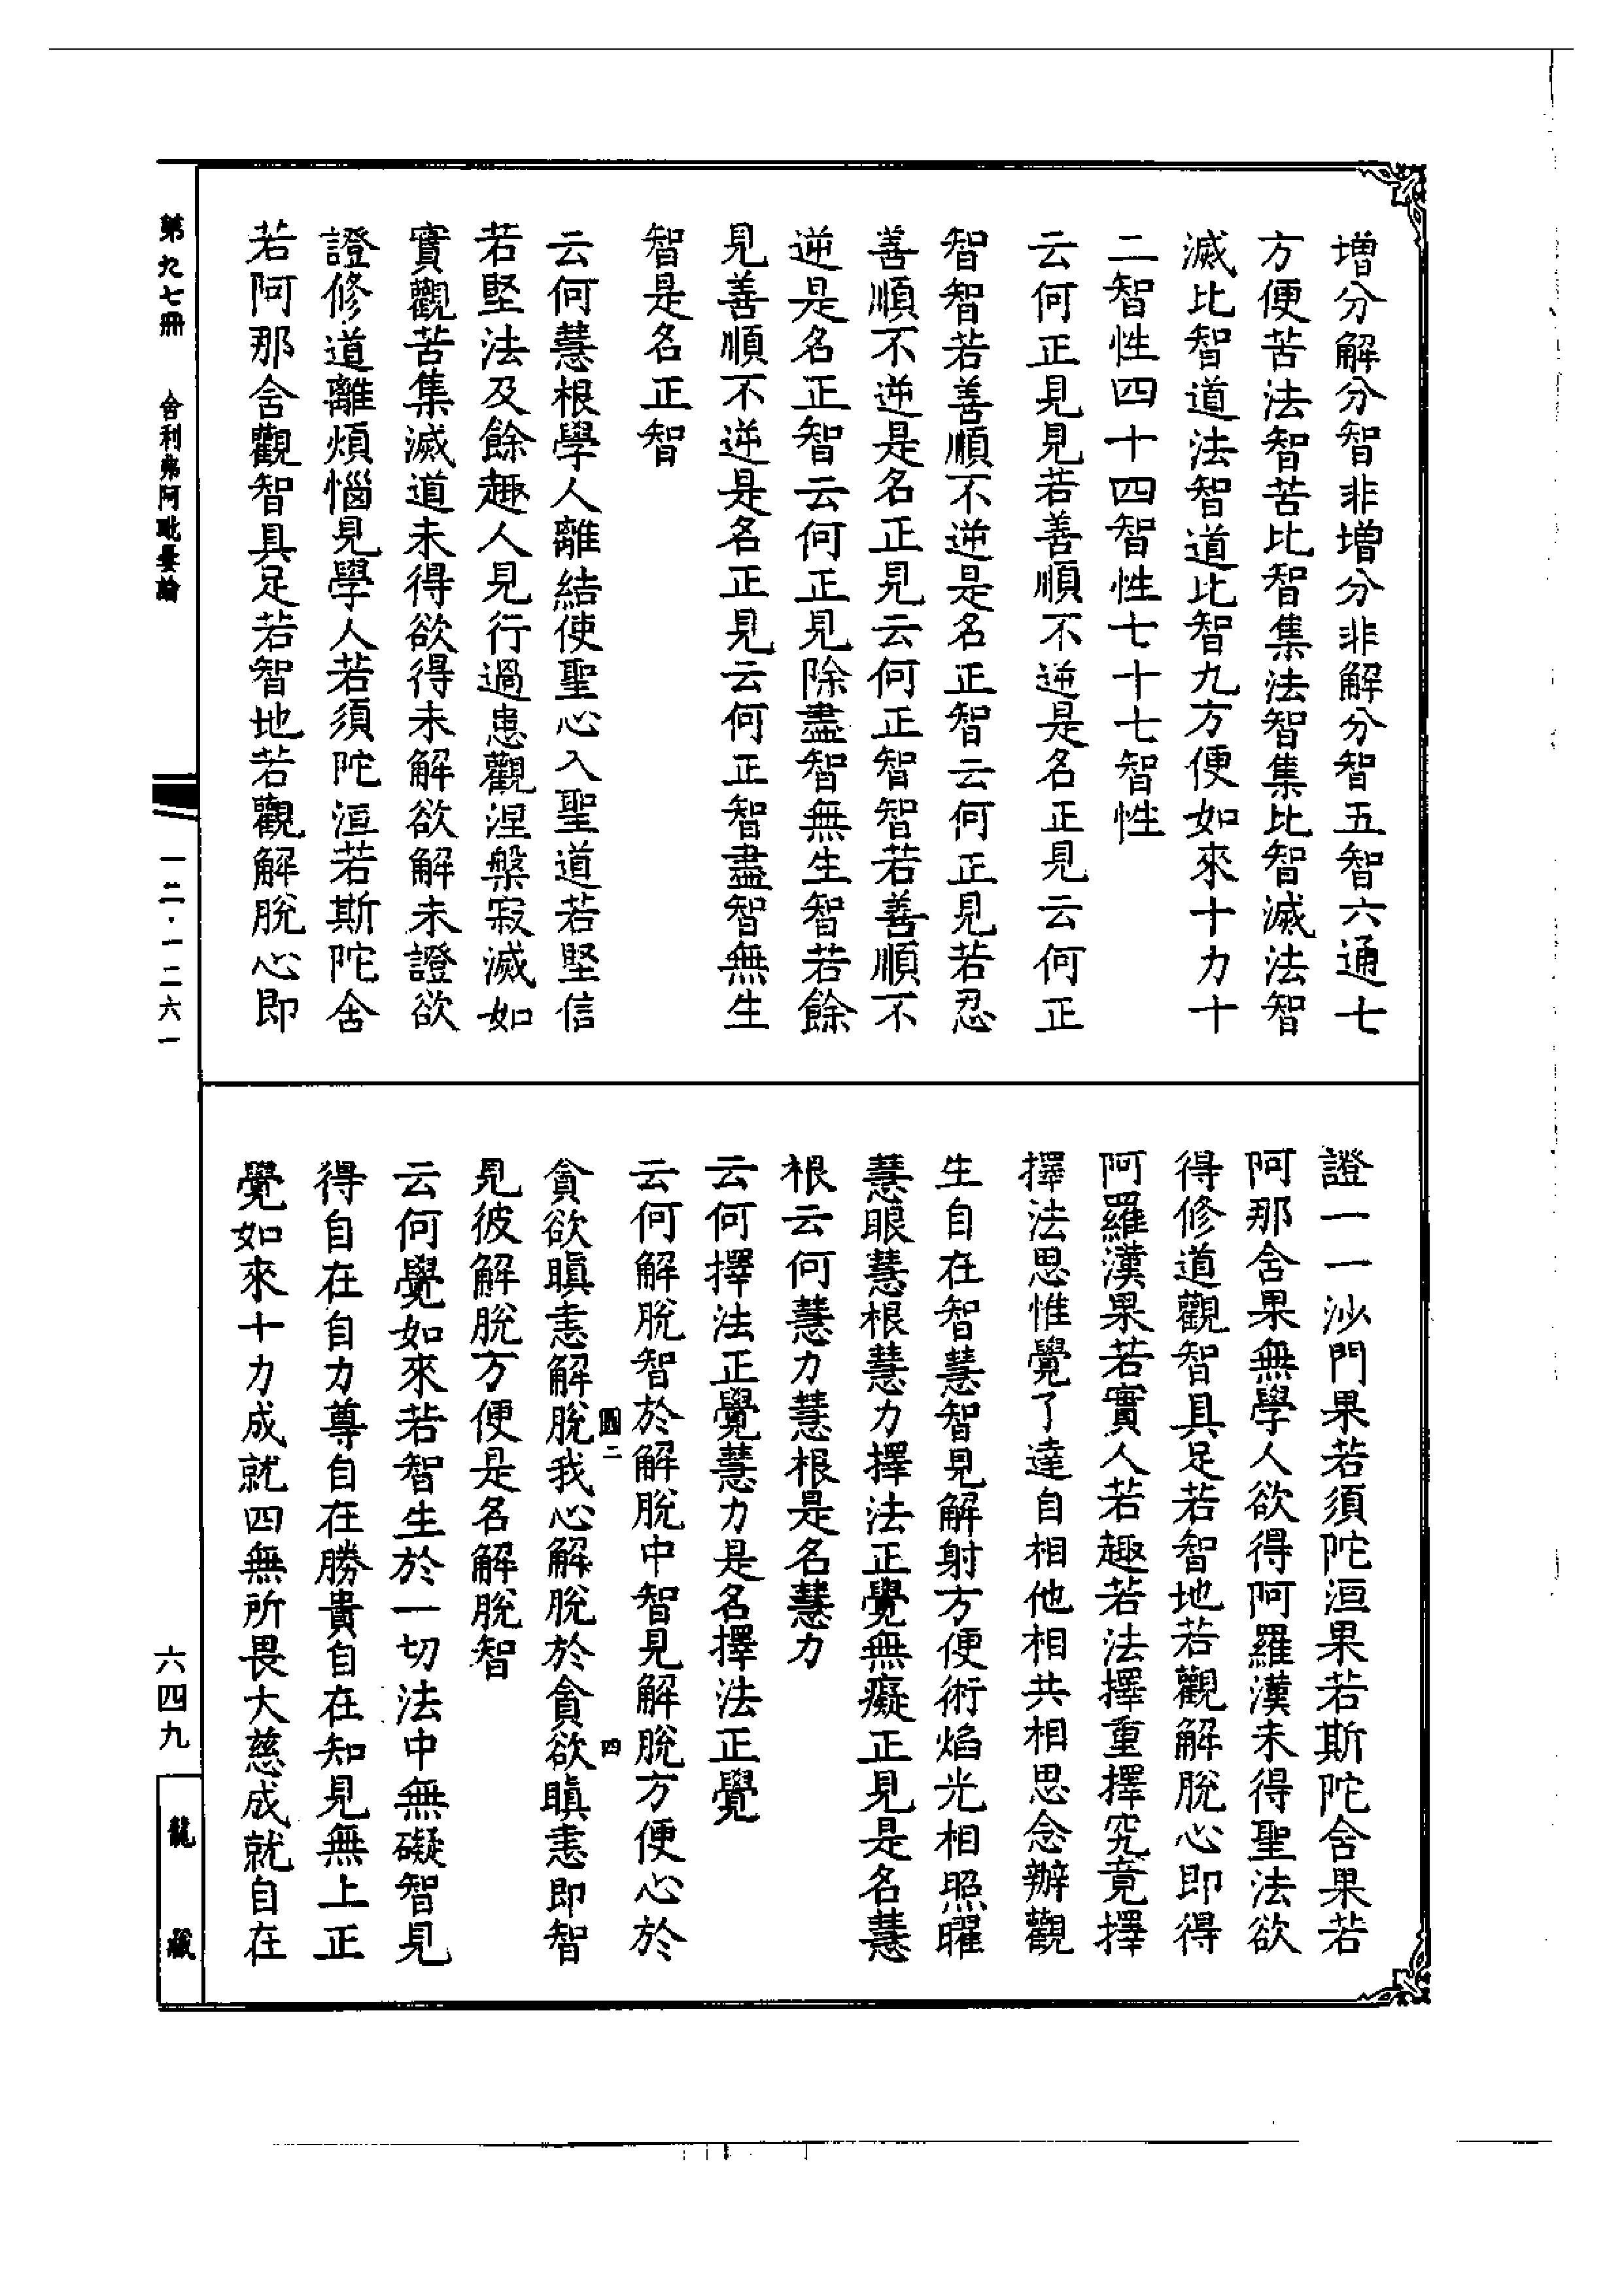 增分解分智非增分非解分智五智六通七
方便苦法智苦比智集法智集比智滅法智
滅比智道法智道比智九方便如來十力十
二智性四十四智性七十七智性
云何正見見若善順不逆是名正見云何正
智智若善順不逆是名正智云何正見若忍
善順不逆是名正見云何正智智若善順不
逆是名正智云何正見除盡智無生智若餘
見善順不逆是名正見云何正智盡智無生
智是名正智
云何慧根學人離結使聖心入聖道若堅信
若堅法及餘趣人見行過患觀涅槃寂滅如
實觀苦集滅道未得欲得未解欲解未證欲
證修道離煩惱見學人若須陀洹若斯陀含
若阿那含觀智具足若智地若觀解脫心即
證一一沙門果若須陀洹果若斯陀含果若
阿那含果無學人欲得阿羅漢未得聖法欲
得修道觀智具足若智地若觀解脫心即得
阿羅漢果若實人若趣若法擇重擇究竟擇
擇法思惟覺了達自相他相共相思念辦觀
生自在智慧智見解射方便術焰光相照曜
慧眼慧根慧力擇法正覺無癡正見是名慧
根云何慧力慧根是名慧力
云何擇法正覺慧力是名擇法正覺
云何解脫智於解脫中智見解脫方便心於
貪欲瞋恚解脫我心解脫於貪欲瞋恚即智
見彼解脫方便是名解脫智
云何覺如來若智生於一切法中無礙智見
得自在自力尊自在勝貴自在知見無上正
覺如來十力成就四無所畏大慈成就自在
二
四
第九七冊
舍利弗阿毗曇論
一二·一二六一
六四九
龍藏